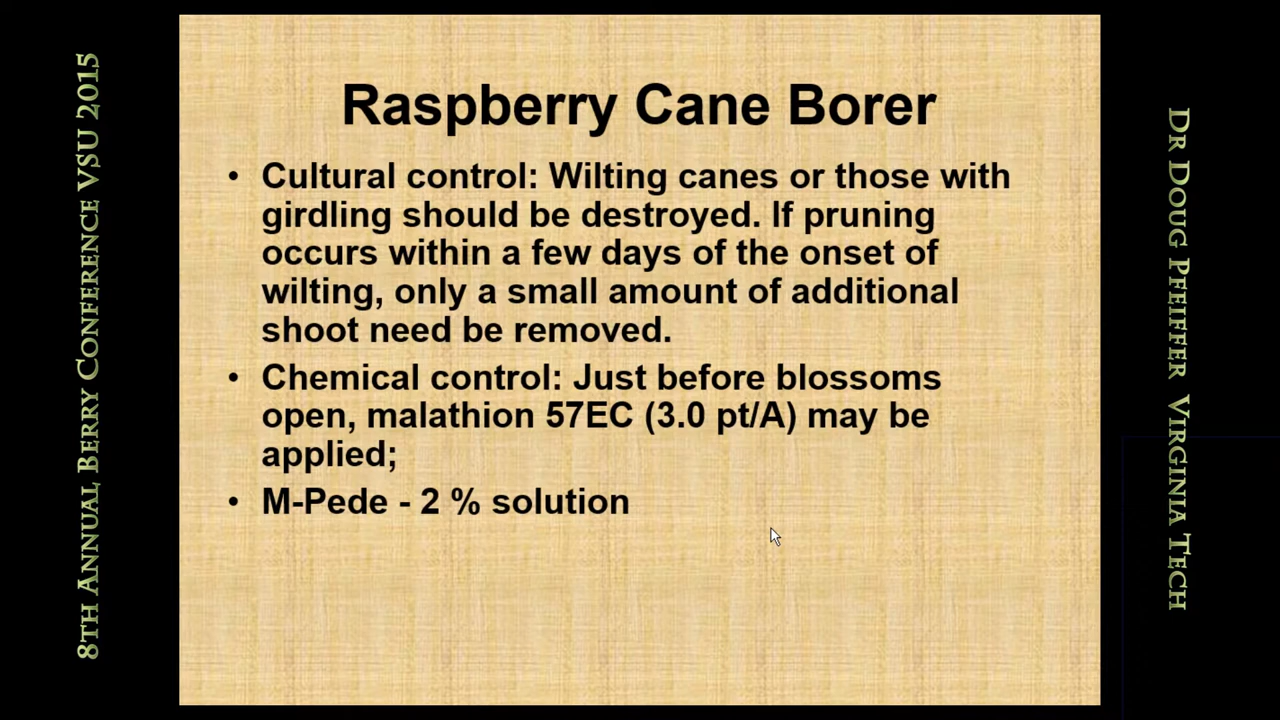 8TH ANNUAL BERRY CONFERENCE VSU 2015
Raspberry Cane Borer
• Cultural control: Wilting canes or those with
girdling should be destroyed. If pruning
occurs within a few days of the onset of
wilting, only a small amount of additional
shoot need be removed.
• Chemical control: Just before blossoms
open, malathion 57EC (3.0 pt/A) may be
applied;
• M-Pede - 2 % solution
DR DOUG PFEIFFER VIRGINIA TECH